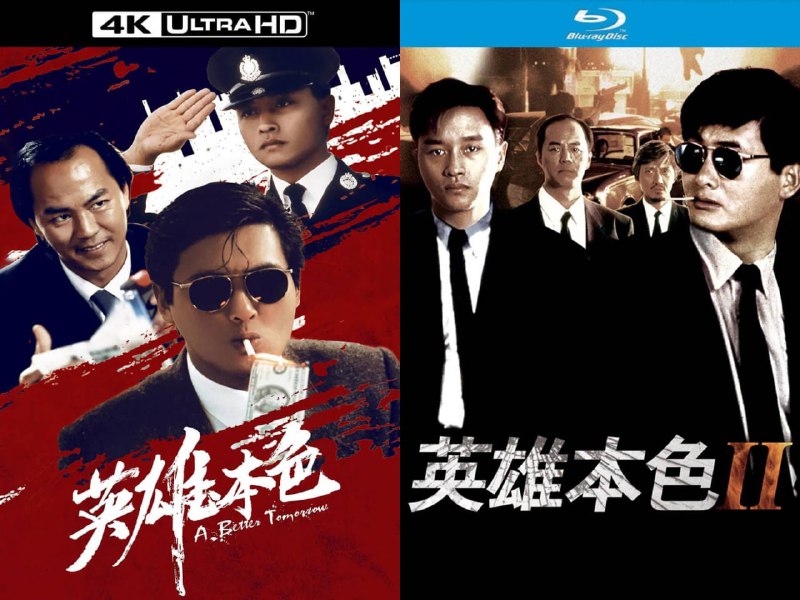 4K ULTRA HD
英雄本色
A Better Tomorrow
Blu-ray Disc
英雄本色II